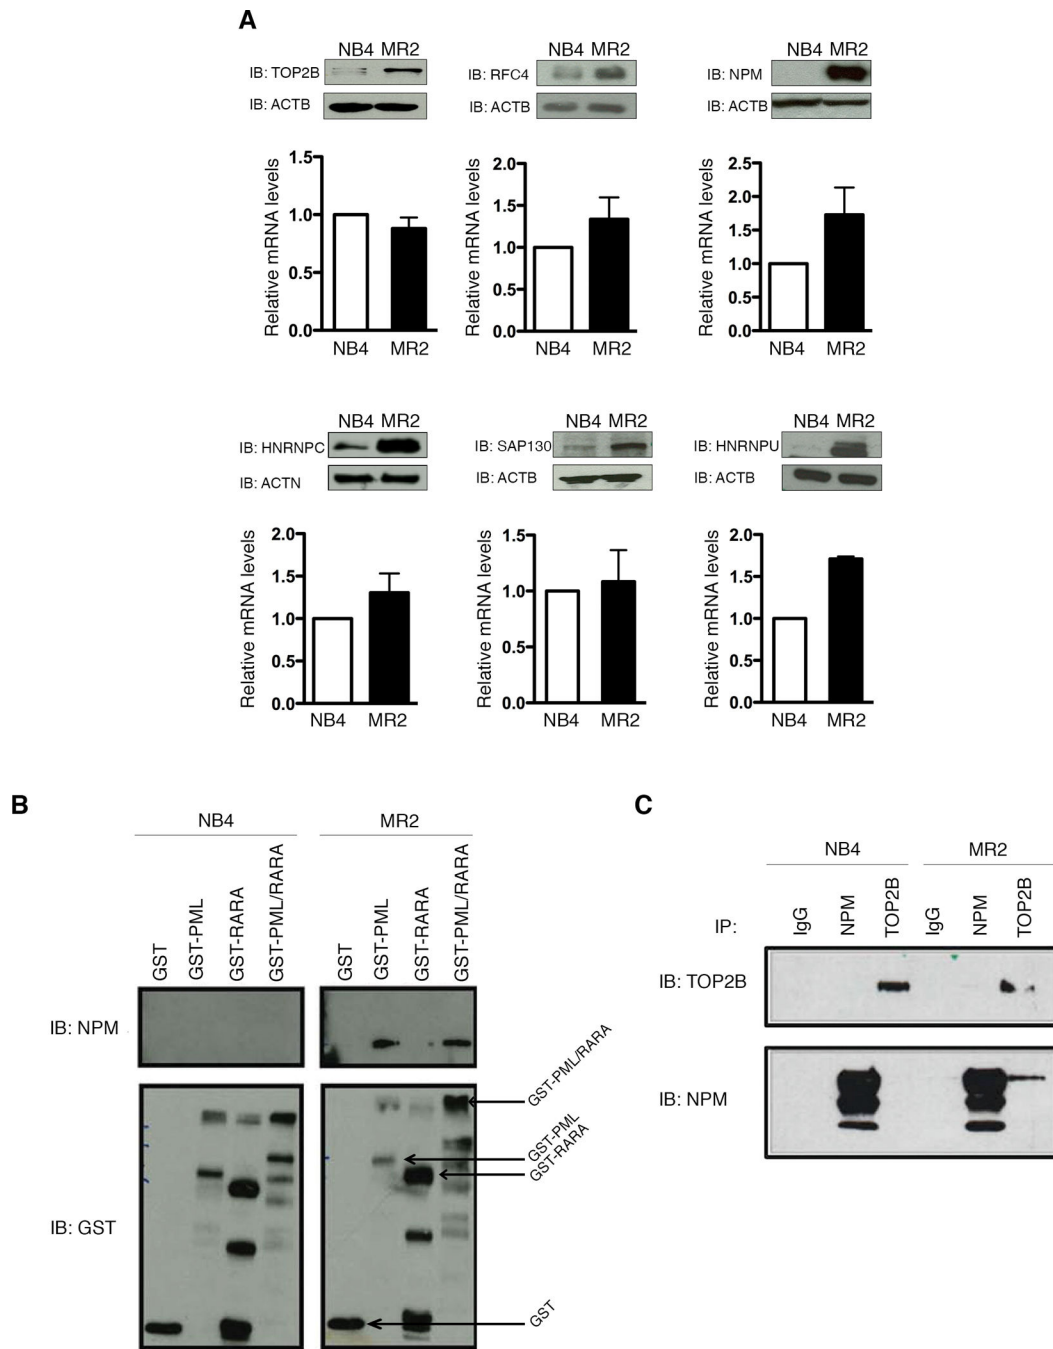 A
NB4 MR2
IB: TOP2B
IB: ACTB
NB4 MR2
IB: RFC4
IB: ACTB
NB4 MR2
IB: NPM
IB: ACTB
Relative mRNA levels
1.5
1.0
0.5
0.0
NB4 MR2
Relative mRNA levels
2.0
1.5
1.0
0.5
0.0
NB4 MR2
Relative mRNA levels
2.5
2.0
1.5
1.0
0.5
0.0
NB4 MR2
NB4 MR2
IB: HNRNPC
IB: ACTN
NB4 MR2
IB: SAP130
IB: ACTB
NB4 MR2
IB: HNRNPU
IB: ACTB
Relative mRNA levels
2.0
1.5
1.0
0.5
0.0
NB4 MR2
Relative mRNA levels
1.5
1.0
0.5
0.0
NB4 MR2
Relative mRNA levels
2.0
1.5
1.0
0.5
0.0
NB4 MR2
B
NB4 MR2
GST
GST-PML
GST-RARA
GST-PML/RARA
GST
GST-PML
GST-RARA
GST-PML/RARA
IB: NPM
IB: GST
GST-PML/RARA
GST-PML
GST-RARA
GST
C
NB4 MR2
IP:
IgG
NPM
TOP2B
IgG
NPM
TOP2B
IB: TOP2B
IB: NPM